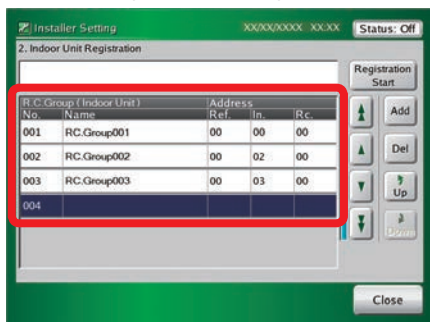 Installer Setting XX/XX/XXXX XX:XX Status: Off
2. Indoor Unit Registration
Registration
Start
R.C.Group ( Indoor Unit ) Address
No. Name Ref. In. Rc.
001 RC.Group001 00 00 00
002 RC.Group002 00 02 00
003 RC.Group003 00 03 00
004
Add
Del
Up
Down
Close